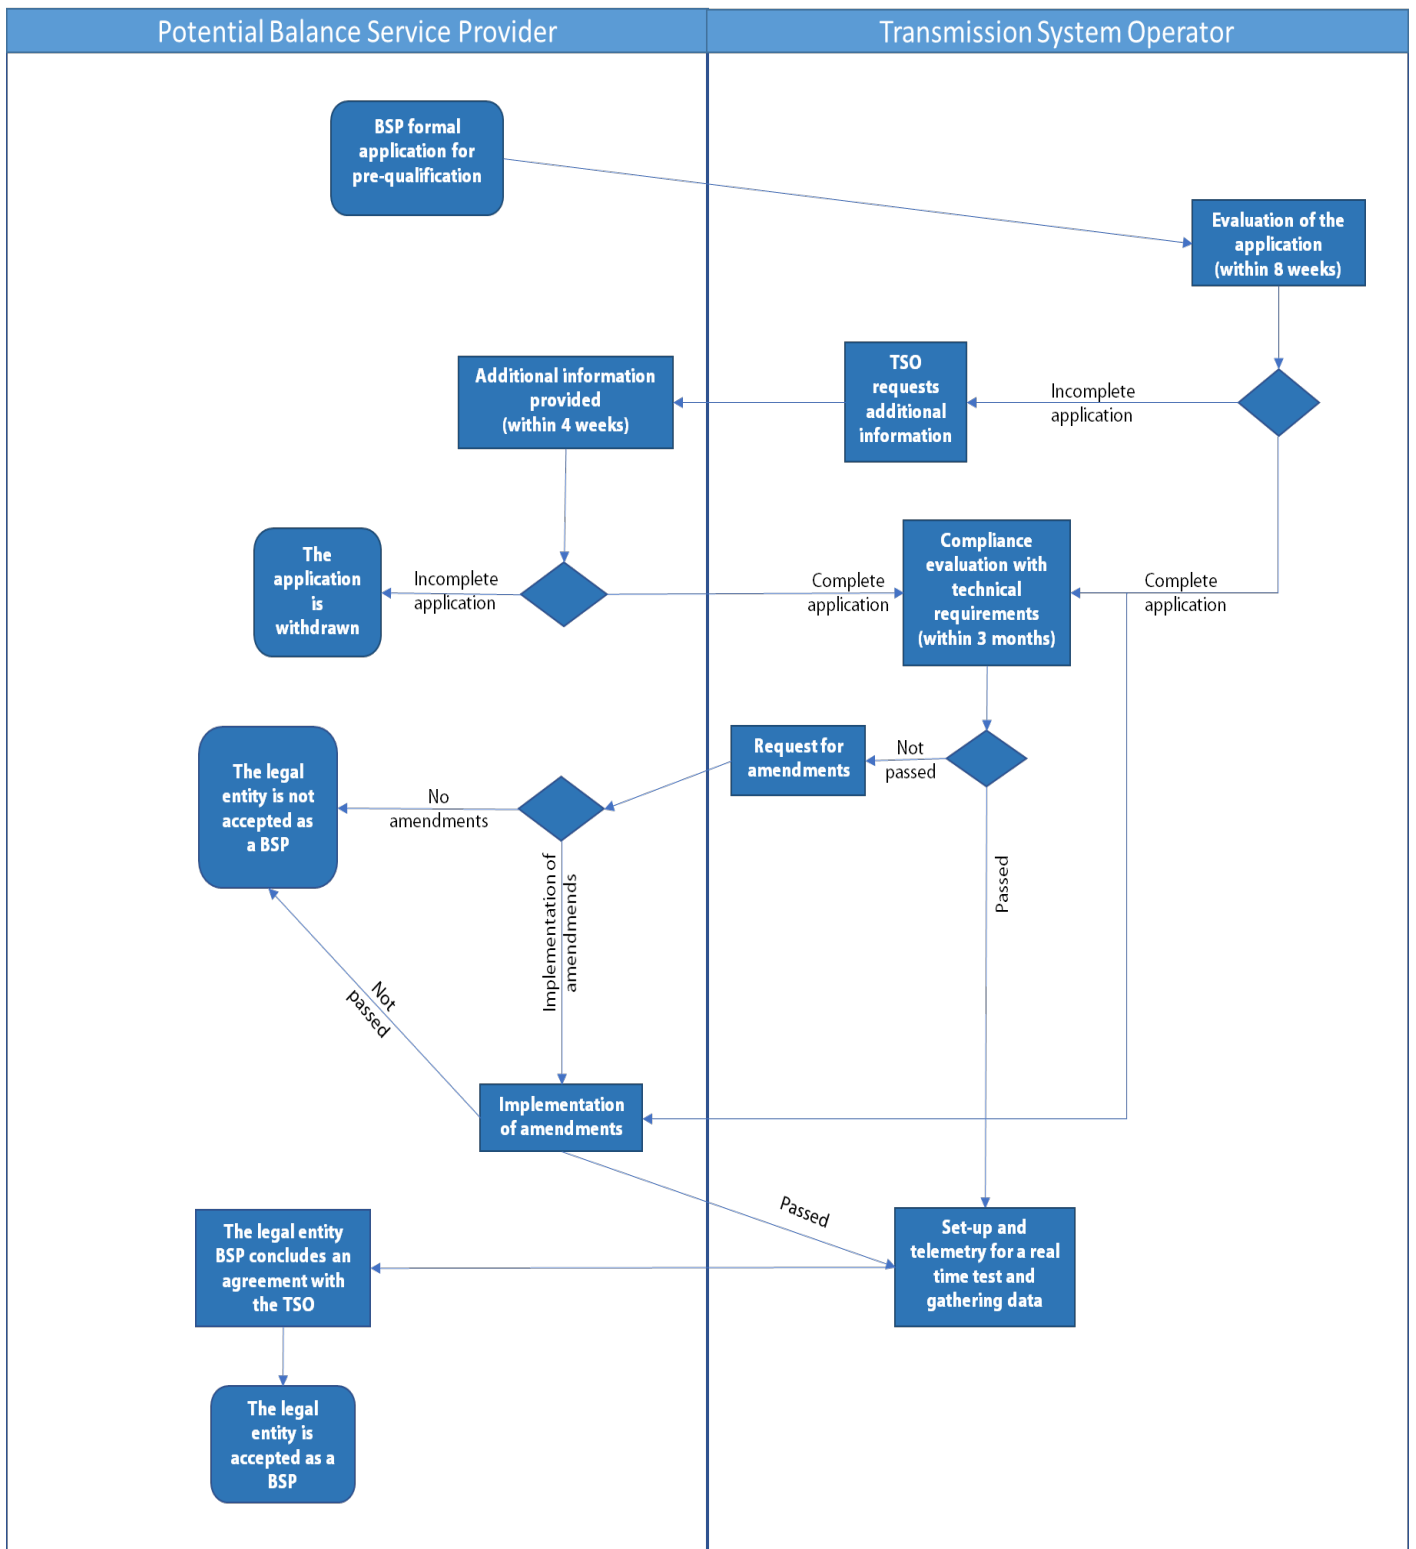 Potential Balance Service Provider
Transmission System Operator
BSP formal
application for
pre-qualification
Evaluation of the
application
(within 8 weeks)
Additional information
provided
(within 4 weeks)
TSO
requests
additional
information
Incomplete
application
The
application
is
withdrawn
Incomplete
application
Complete
application
Compliance
evaluation with
technical
requirements
(within 3 months)
Complete
application
The legal
entity is not
accepted as
a BSP
No
amendments
Request for
amendments
Not
passed
Implementation of
amendmends
Passed
Not
passed
Implementation
of amendments
Passed
The legal entity
BSP concludes an
agreement with
the TSO
Set-up and
telemetry for a real
time test and
gathering data
The legal
entity is
accepted as a
BSP